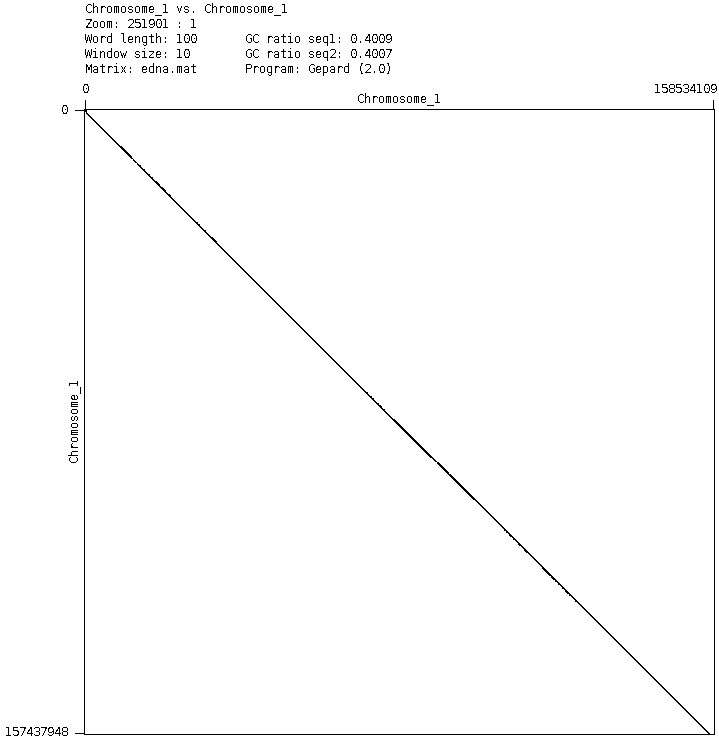 Chromosome_1 vs. Chromosome_1
Zoom: 251901 : 1
Word length: 100 GC ratio seq1: 0.4009
Window size: 10 GC ratio seq2: 0.4007
Matrix: edna.mat Program: Gepard (2.0)
0 158534109
Chromosome_1
0
Chromosome_1
157437948